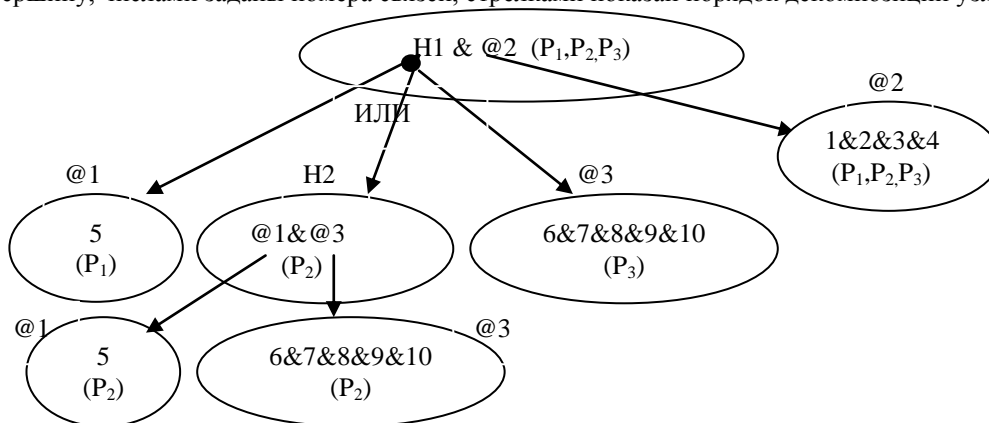 вершину, числами заданы номера связей, стрелками показан порядок декомпозиции
H1 & @2 (P1,P2,P3)
@2
ИЛИ
1&2&3&4
(P1,P2,P3)
@1
H2
@3
5
(P1)
@1&@3
(P2)
6&7&8&9&10
(P3)
@1
@3
5
(P2)
6&7&8&9&10
(P2)